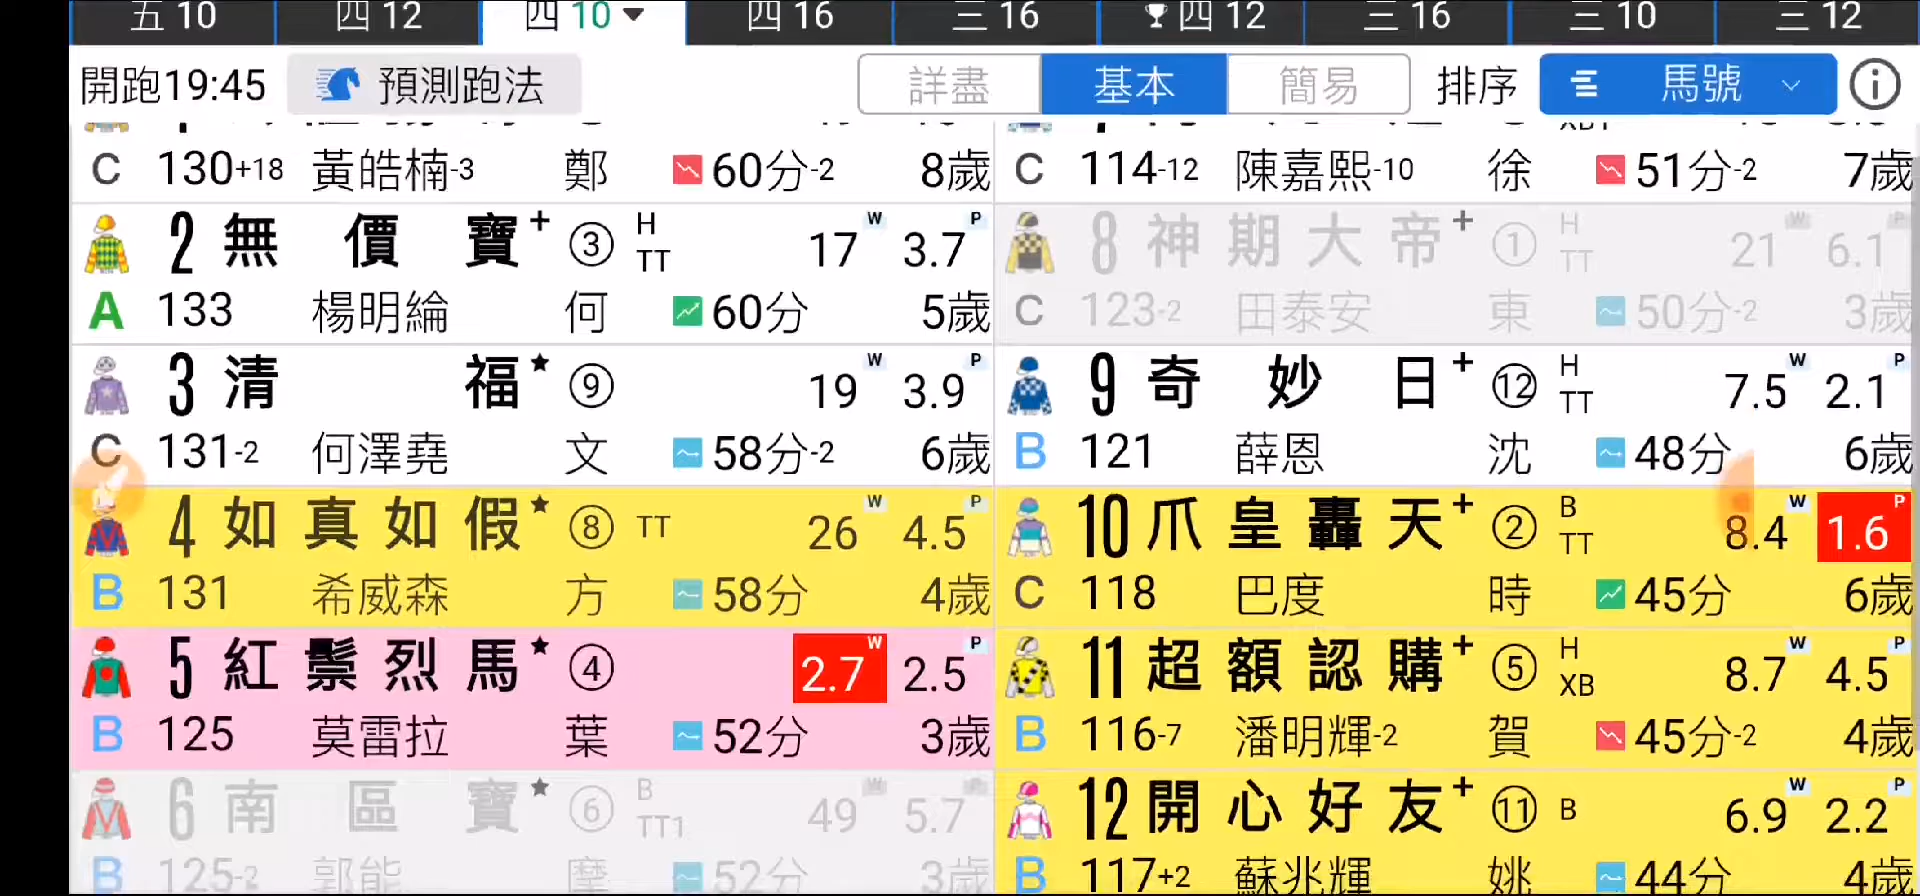 五 10 四 12 四 10 四 16 三 16 四 12 三 16 三 10 三 12
開跑19:45 預測跑法 詳盡 基本 簡易 排序 馬號
C 130+18 黃皓楠-3 鄭 60分-2 8歲
2 無價寶+ ③ H TT 17 W 3.7 P
A 133 楊明綸 何 60分 5歲
3 清福★ ⑨ 19 W 3.9 P
C 131-2 何澤堯 文 58分-2 6歲
4 如真如假★ ⑧ TT 26 W 4.5 P
B 131 希威森 方 58分 4歲
5 紅鬃烈馬★ ④ 2.7 W 2.5 P
B 125 莫雷拉 葉 52分 3歲
6 南區寶★ ⑥ B TT1 49 W 5.7 P
B 125-2 郭能 摩 52分 3歲
C 114-12 陳嘉熙-10 徐 51分-2 7歲
8 神期大帝+ ① H TT 21 W 6.1 P
C 123-2 田泰安 東 50分-2 3歲
9 奇妙日+ ⑫ H TT 7.5 W 2.1 P
B 121 薛恩 沈 48分 6歲
10 爪皇轟天+ ② B TT 8.4 W 1.6 P
C 118 巴度 時 45分 6歲
11 超額認購+ ⑤ H XB 8.7 W 4.5 P
B 116-7 潘明輝-2 賀 45分-2 4歲
12 開心好友+ ⑪ B 6.9 W 2.2 P
B 117+2 蘇兆輝 姚 44分 4歲